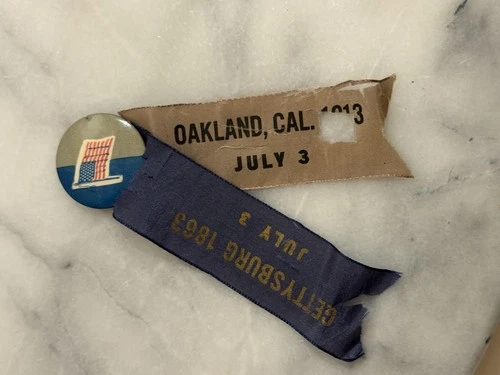 OAKLAND, CAL. 1913
JULY 3
GETTYSBURG 1863
JULY 3